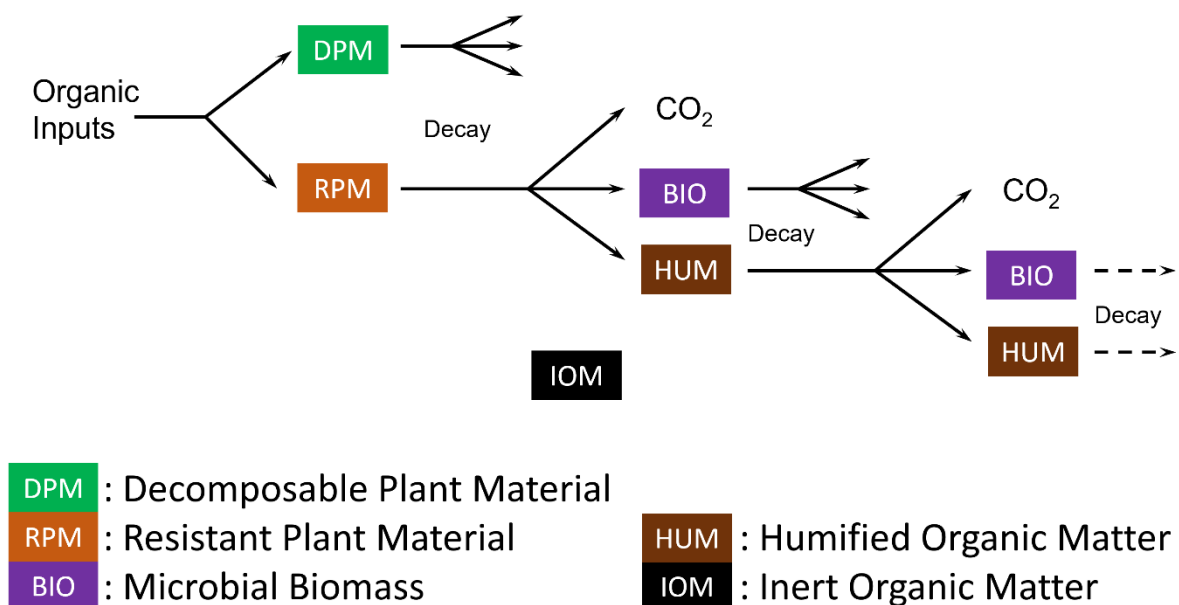 DPM
Organic
Inputs
Decay
CO₂
RPM
BIO
CO₂
Decay
HUM
BIO
Decay
HUM
IOM
DPM : Decomposable Plant Material
RPM : Resistant Plant Material
BIO : Microbial Biomass
HUM : Humified Organic Matter
IOM : Inert Organic Matter